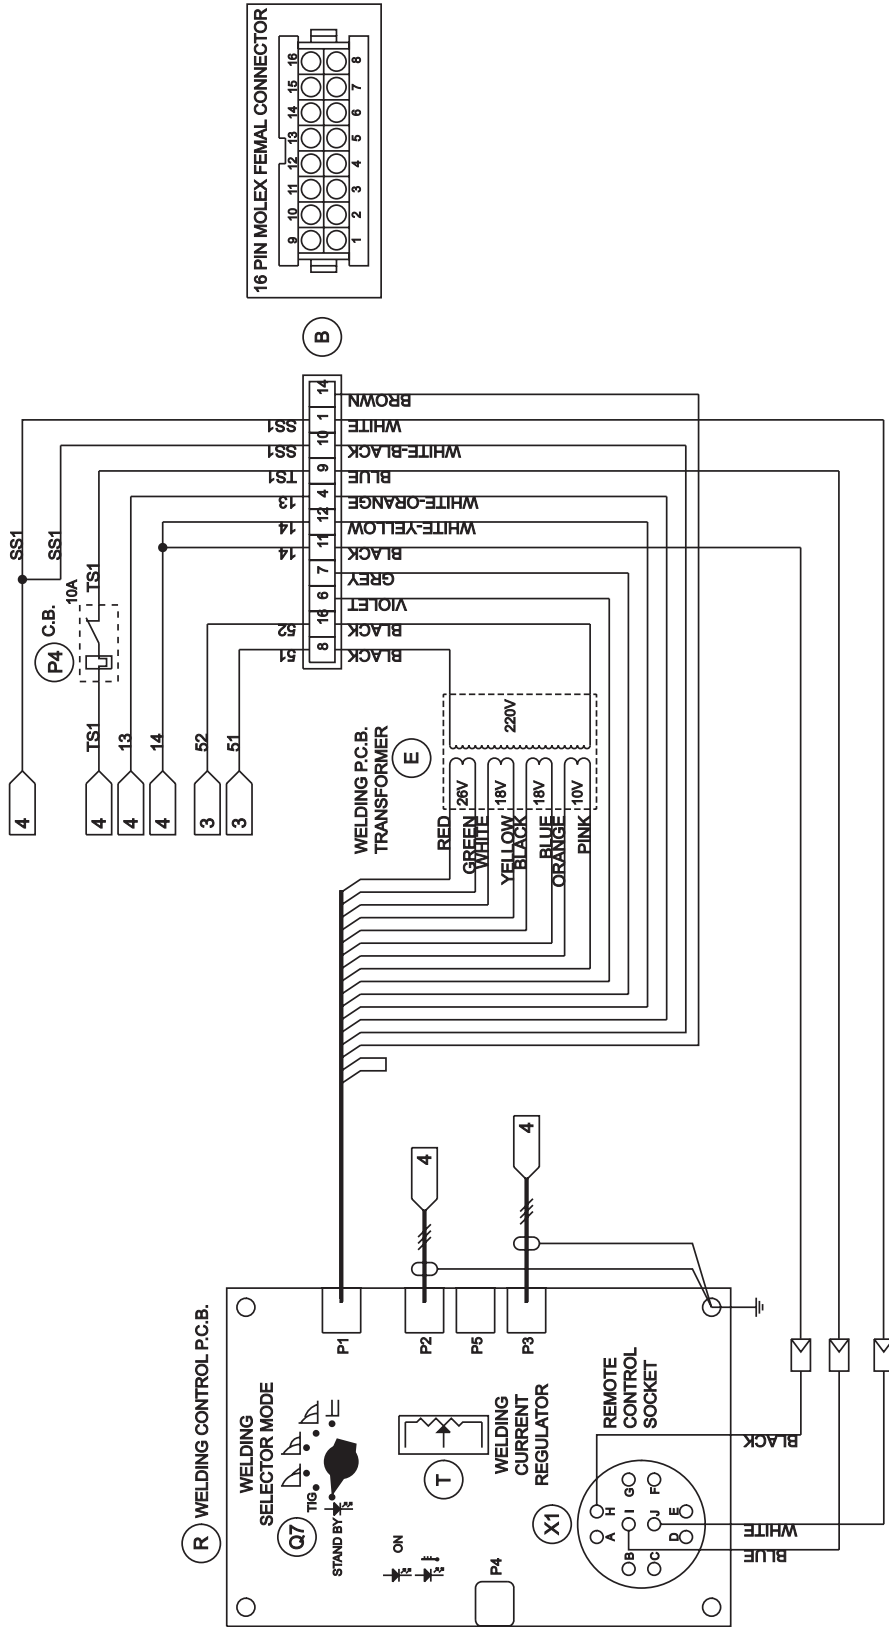 16 PIN MOLEX FEMAL CONNECTOR
9 10 11 12 13 14 15 16
1 2 3 4 5 6 7 8
B
SS1
SS1
C.B.
P4
10A
TS1
TS1
13
14
52
51
4
4
4
4
3
3
SS1
SS1
TS1
13
14
14
52
51
14
1
10
9
4
12
11
7
6
16
8
BROWN
WHITE
WHITE-BLACK
BLUE
WHITE-ORANGE
WHITE-YELLOW
BLACK
GREY
VIOLET
BLACK
BLACK
WELDING P.C.B.
TRANSFORMER
E
220V
26V
18V
18V
10V
RED
GREEN
WHITE
YELLOW
BLACK
BLUE
ORANGE
PINK
4
4
R
WELDING CONTROL P.C.B.
P1
P2
P5
P3
WELDING
SELECTOR MODE
Q7
TIG
STAND BY
ON
T
WELDING
CURRENT
REGULATOR
P4
REMOTE
CONTROL
SOCKET
X1
A
B
C
D
E
F
G
H
I
J
BLACK
WHITE
BLUE